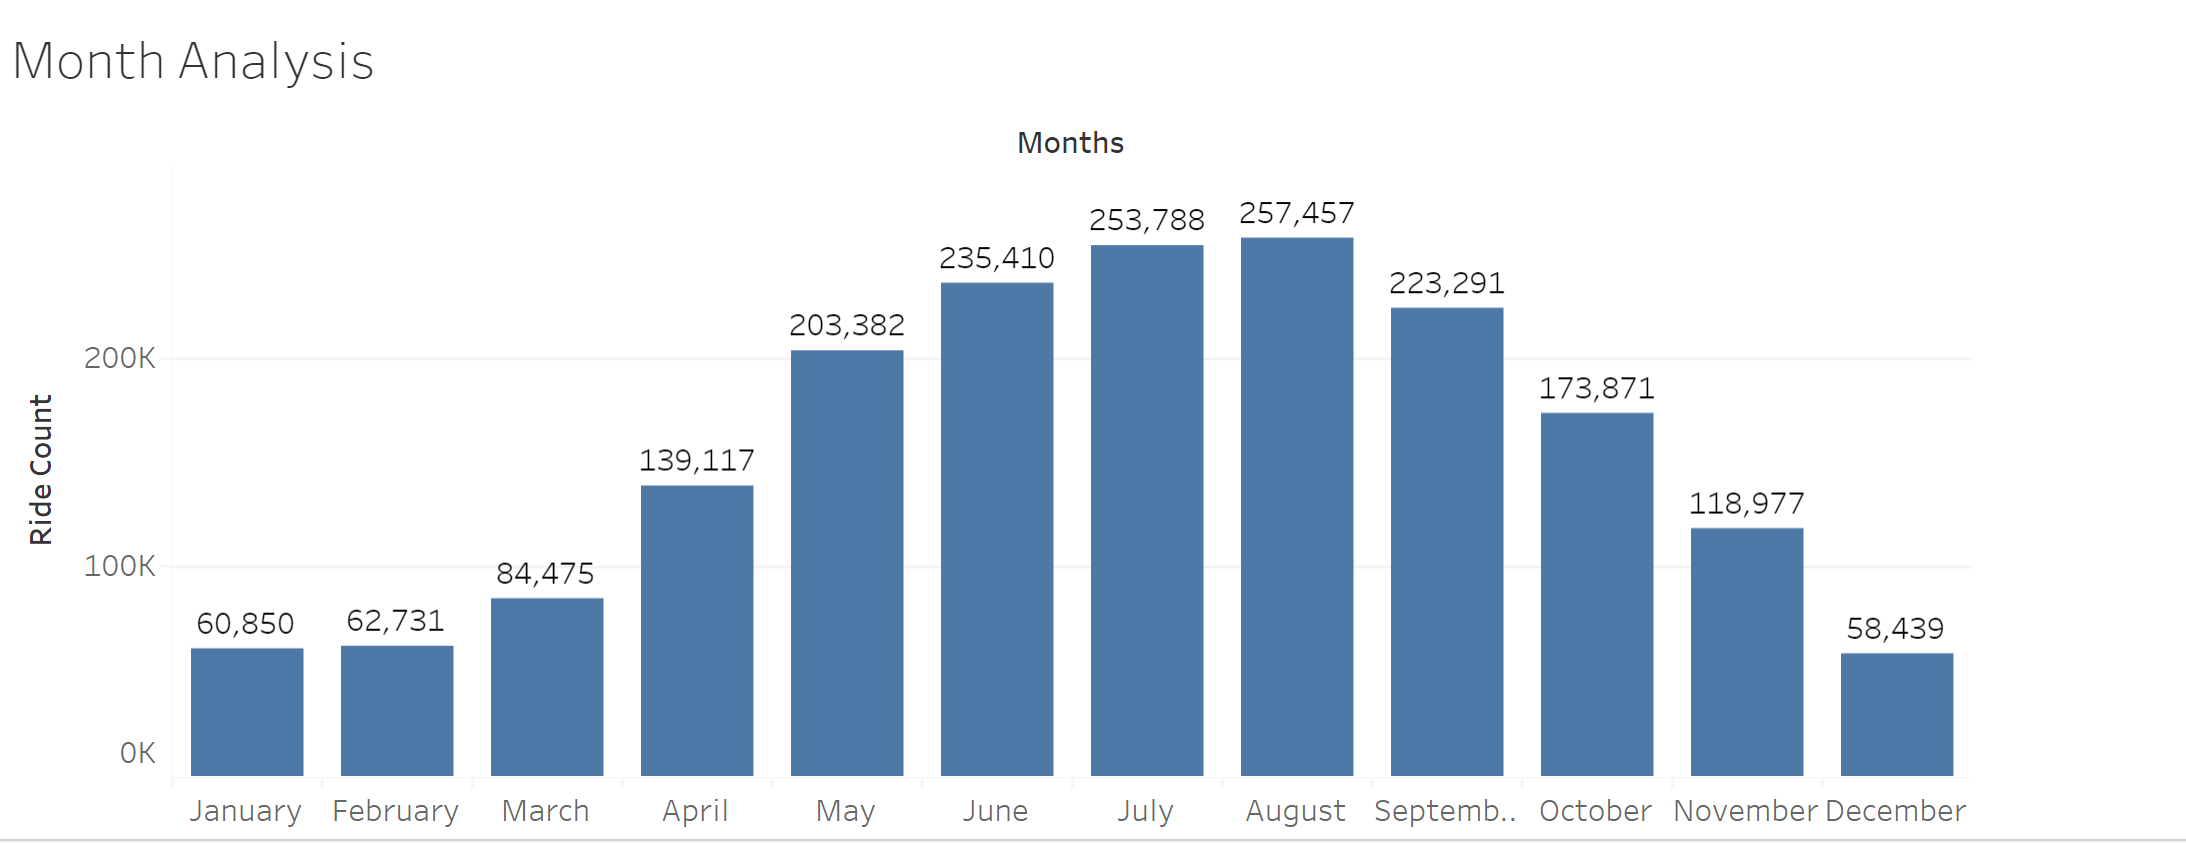 Month Analysis
Months
253,788 257,457
235,410
223,291
203,382
200K
173,871
139,117
118,977
100K
84,475
60,850 62,731
58,439
0K
Ride Count
January February March April May June July August Septemb.. October November December